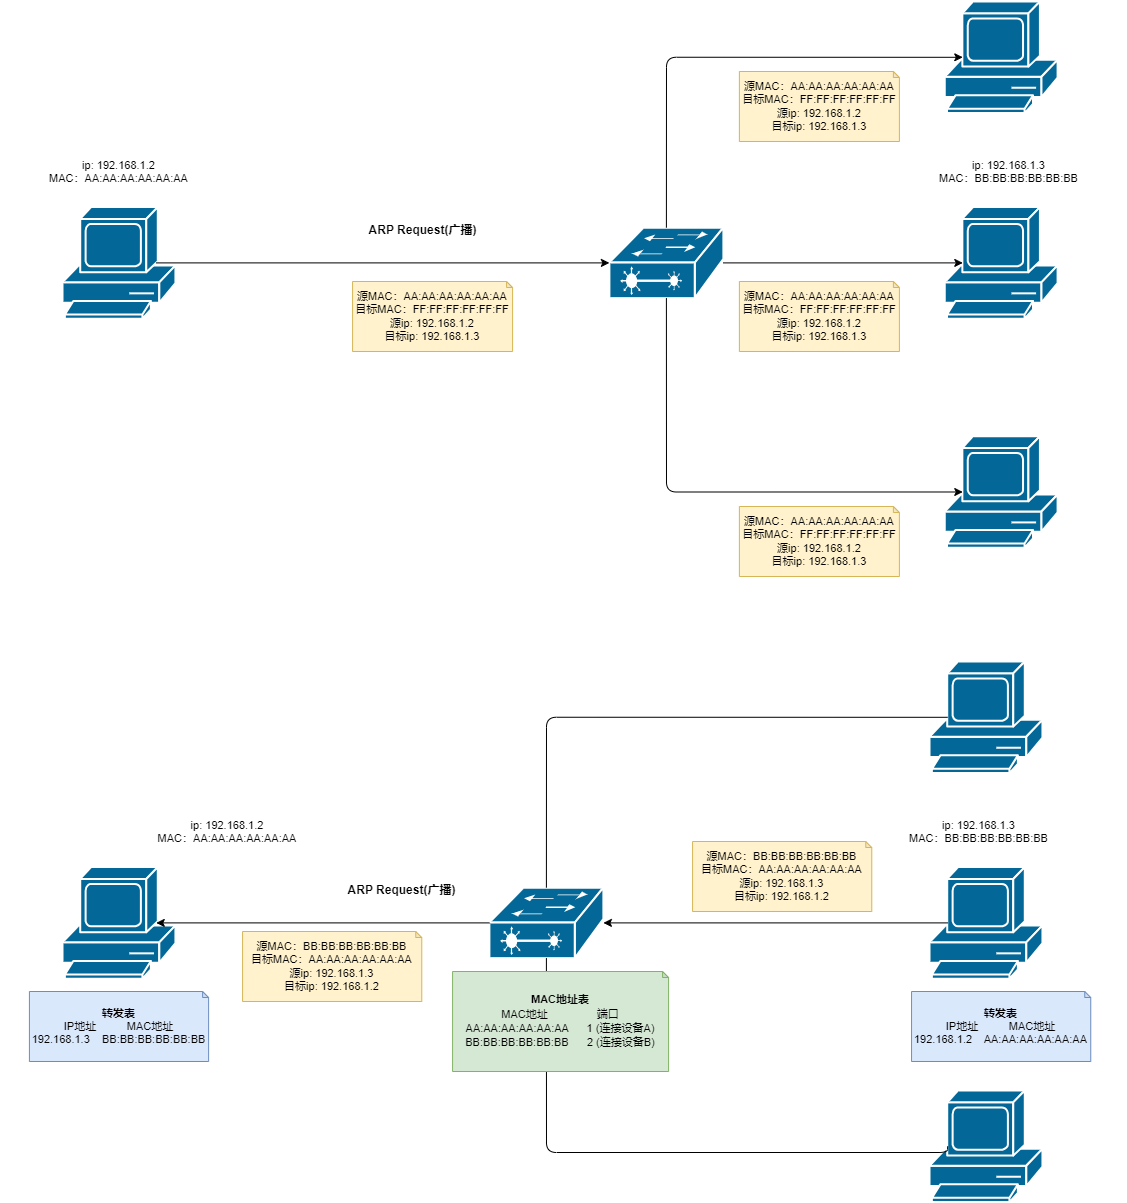 源MAC：AA:AA:AA:AA:AA:AA
目标MAC：FF:FF:FF:FF:FF:FF
源ip: 192.168.1.2
目标ip: 192.168.1.3
ip: 192.168.1.2
MAC：AA:AA:AA:AA:AA:AA
ip: 192.168.1.3
MAC：BB:BB:BB:BB:BB:BB
ARP Request(广播)
源MAC：AA:AA:AA:AA:AA:AA
目标MAC：FF:FF:FF:FF:FF:FF
源ip: 192.168.1.2
目标ip: 192.168.1.3
源MAC：AA:AA:AA:AA:AA:AA
目标MAC：FF:FF:FF:FF:FF:FF
源ip: 192.168.1.2
目标ip: 192.168.1.3
源MAC：AA:AA:AA:AA:AA:AA
目标MAC：FF:FF:FF:FF:FF:FF
源ip: 192.168.1.2
目标ip: 192.168.1.3
ip: 192.168.1.2
MAC：AA:AA:AA:AA:AA:AA
ip: 192.168.1.3
MAC：BB:BB:BB:BB:BB:BB
源MAC：BB:BB:BB:BB:BB:BB
目标MAC：AA:AA:AA:AA:AA:AA
源ip: 192.168.1.3
目标ip: 192.168.1.2
ARP Request(广播)
源MAC：BB:BB:BB:BB:BB:BB
目标MAC：AA:AA:AA:AA:AA:AA
源ip: 192.168.1.3
目标ip: 192.168.1.2
转发表
IP地址 MAC地址
192.168.1.3 BB:BB:BB:BB:BB:BB
MAC地址表
MAC地址 端口
AA:AA:AA:AA:AA:AA 1 (连接设备A)
BB:BB:BB:BB:BB:BB 2 (连接设备B)
转发表
IP地址 MAC地址
192.168.1.2 AA:AA:AA:AA:AA:AA